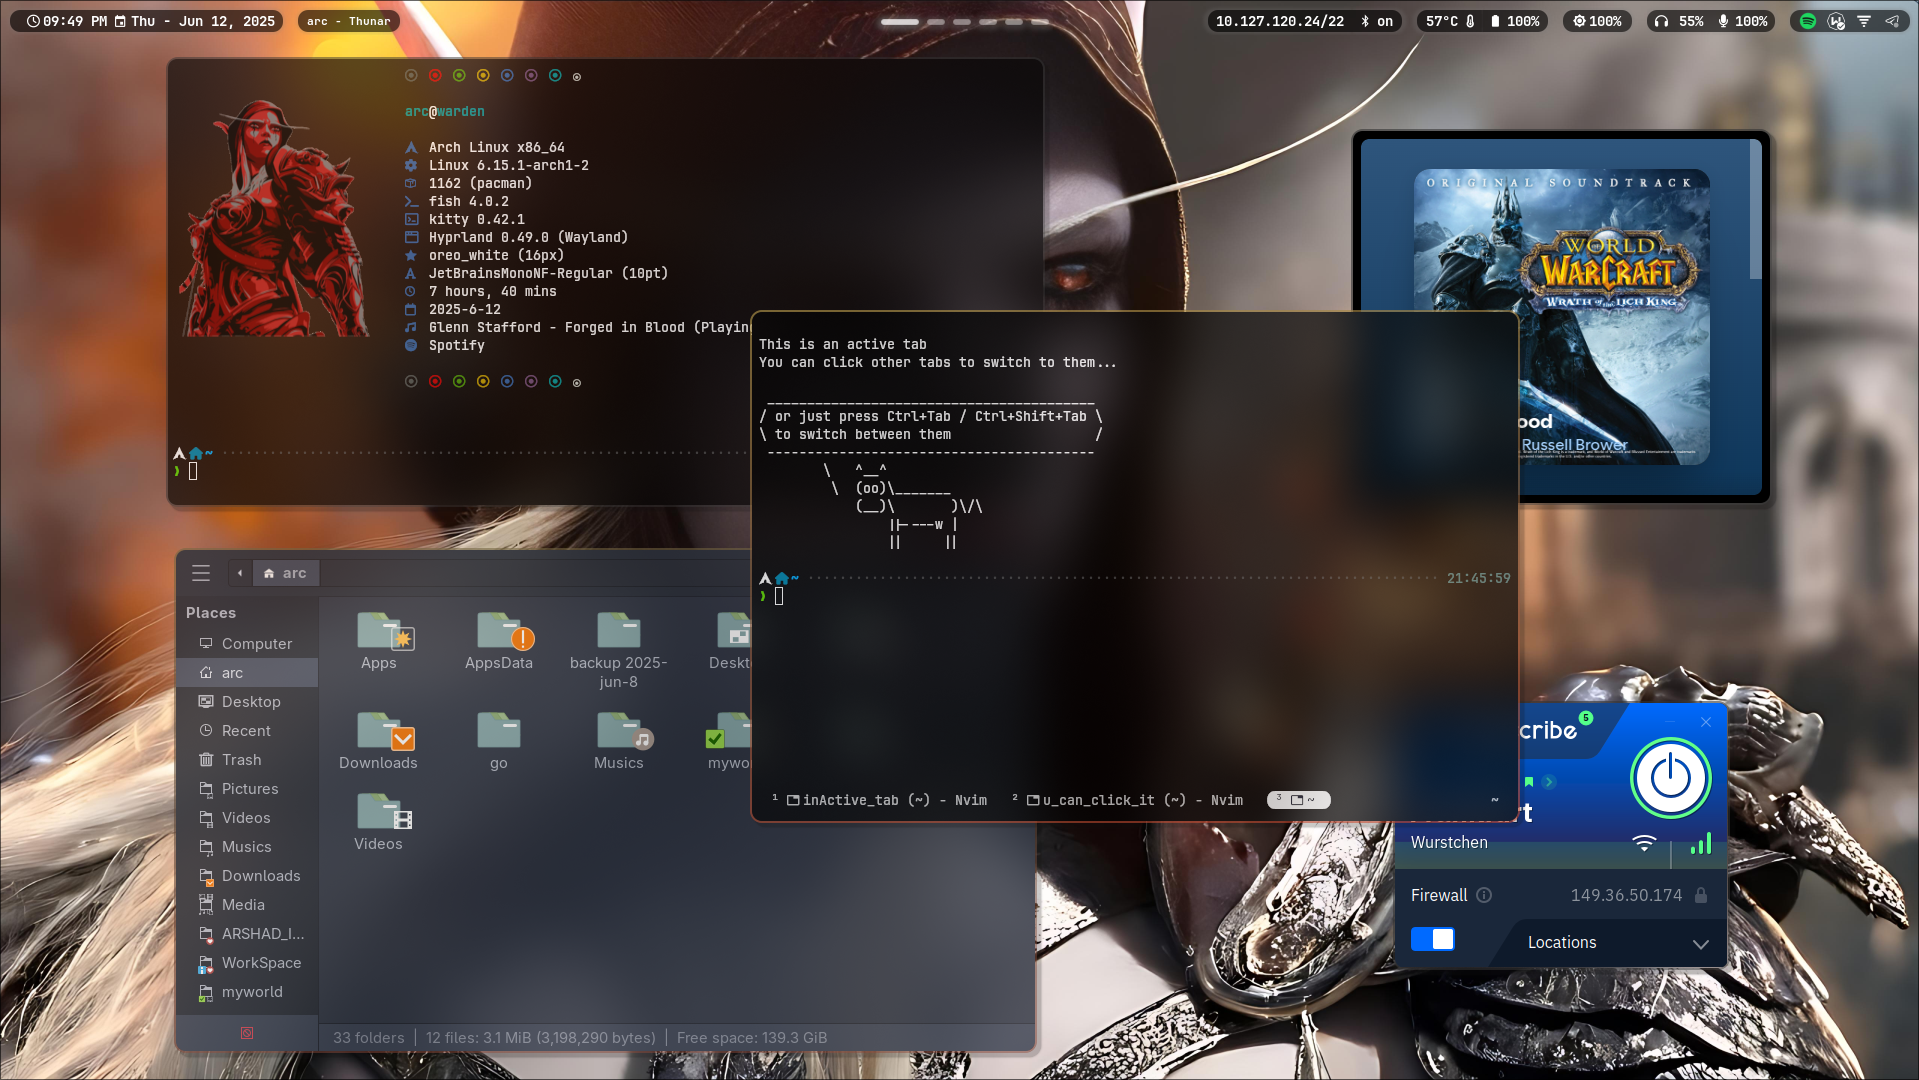 09:49 PM Thu - Jun 12, 2025
arc - Thunar
10.127.120.24/22 on
57°C 100%
100%
55% 100%
arc@warden
Arch Linux x86_64
Linux 6.15.1-arch1-2
1162 (pacman)
fish 4.0.2
kitty 0.42.1
Hyprland 0.49.0 (Wayland)
oreo_white (16px)
JetBrainsMonoNF-Regular (10pt)
7 hours, 40 mins
2025-6-12
Glenn Stafford - Forged in Blood (Playin
Spotify
~
ORIGINAL SOUNDTRACK
WORLD
WARCRAFT
WRATH OF THE LICH KING
ood
Russell Brower
This is an active tab
You can click other tabs to switch to them...
_________________________________________
/ or just press Ctrl+Tab / Ctrl+Shift+Tab \
\ to switch between them                  /
-----------------------------------------
        \   ^__^
         \  (oo)\_______
            (__)\       )\/\
                ||----w |
                ||     ||
~ 21:45:59
1 inActive_tab (~) - Nvim 2 u_can_click_it (~) - Nvim 3 ~ ~
arc
Places
Computer
arc
Desktop
Recent
Trash
Pictures
Videos
Musics
Downloads
Media
ARSHAD_I...
WorkSpace
myworld
Apps
AppsData
backup 2025-
jun-8
Deskt
Downloads
go
Musics
mywor
Videos
33 folders | 12 files: 3.1 MiB (3,198,290 bytes) | Free space: 139.3 GiB
cribe 5
Wurstchen
Firewall 149.36.50.174
Locations